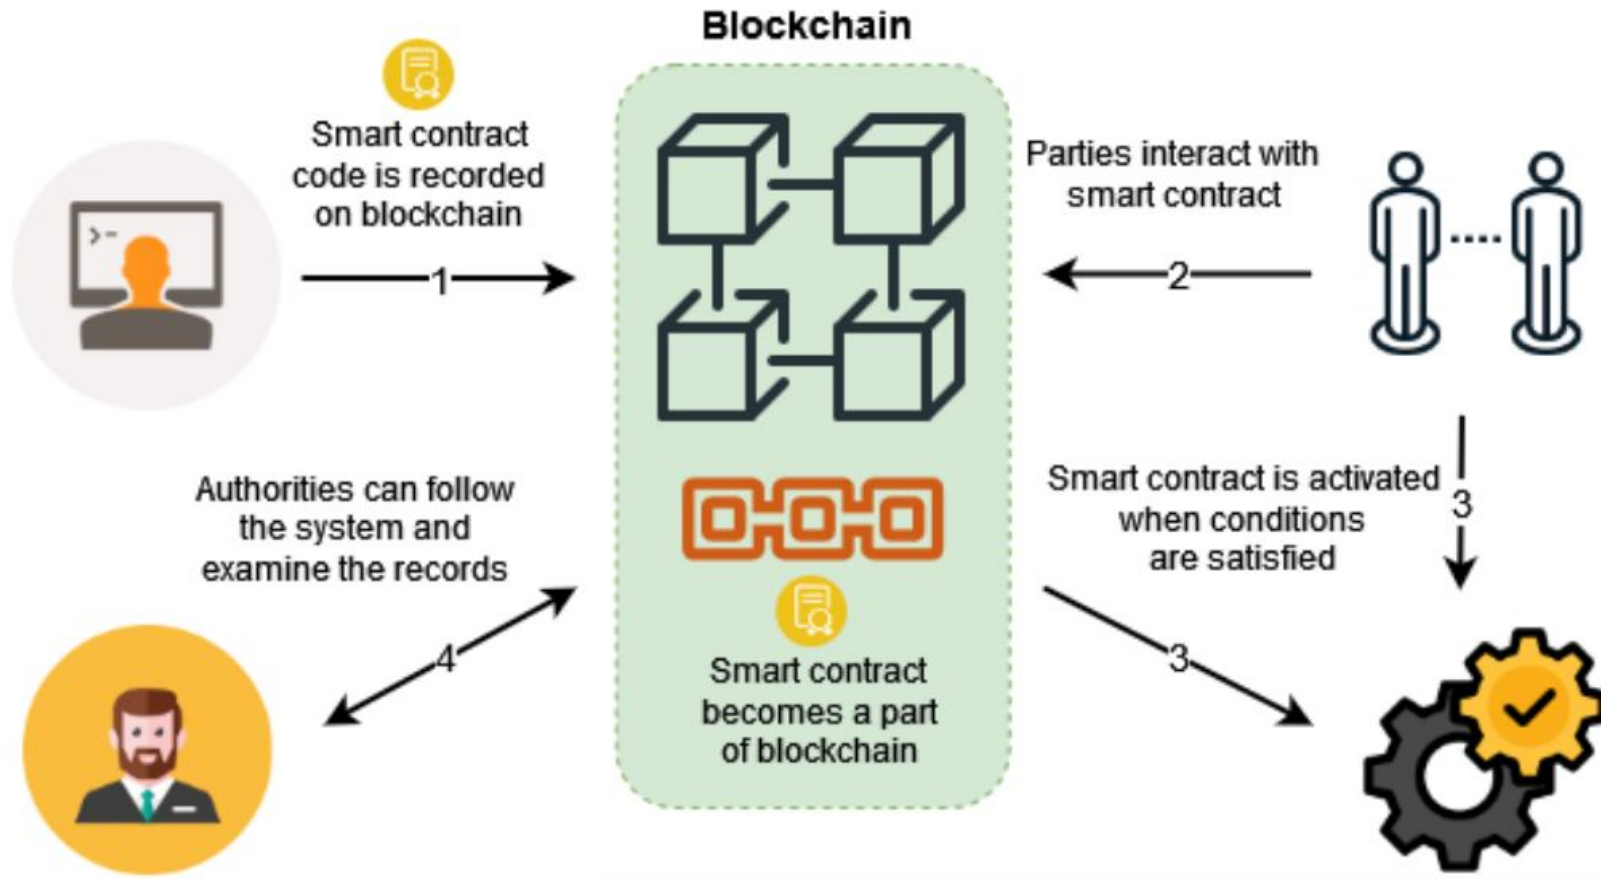 Blockchain
Smart contract
code is recorded
on blockchain
>-
1
Parties interact with
smart contract
2
Authorities can follow
the system and
examine the records
4
Smart contract
becomes a part
of blockchain
Smart contract is activated
when conditions
are satisfied
3
3